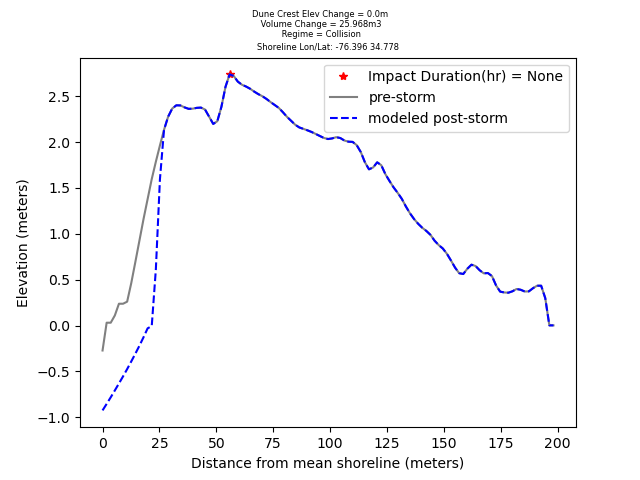 Dune Crest Elev Change = 0.0m
Volume Change = 25.968m3
Regime = Collision
Shoreline Lon/Lat: -76.396 34.778
Impact Duration(hr) = None
pre-storm
modeled post-storm
Elevation (meters)
2.5
2.0
1.5
1.0
0.5
0.0
−0.5
−1.0
0 25 50 75 100 125 150 175 200
Distance from mean shoreline (meters)